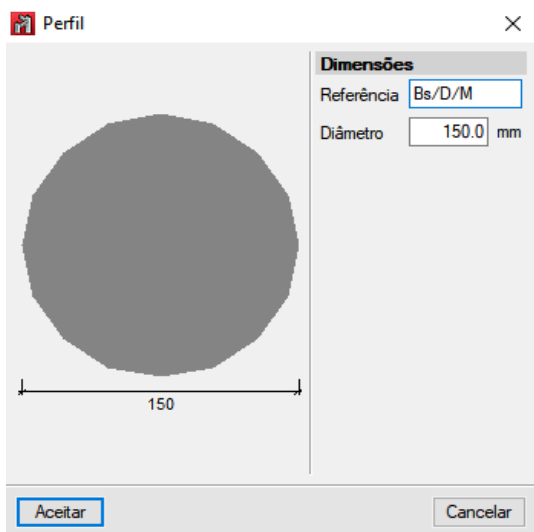 Perfil
Dimensões
Referência Bs/D/M
Diâmetro 150.0 mm
150
Aceitar Cancelar